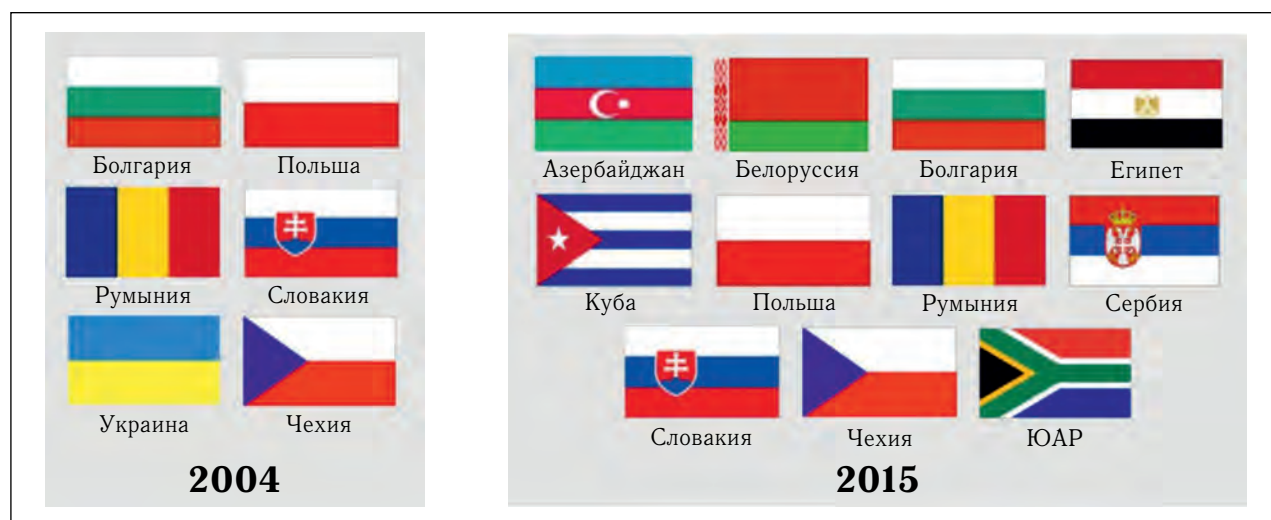 Болгария Польша
Румыния Словакия
Украина Чехия
2004
Азербайджан Белоруссия Болгария Египет
Куба Польша Румыния Сербия
Словакия Чехия ЮАР
2015